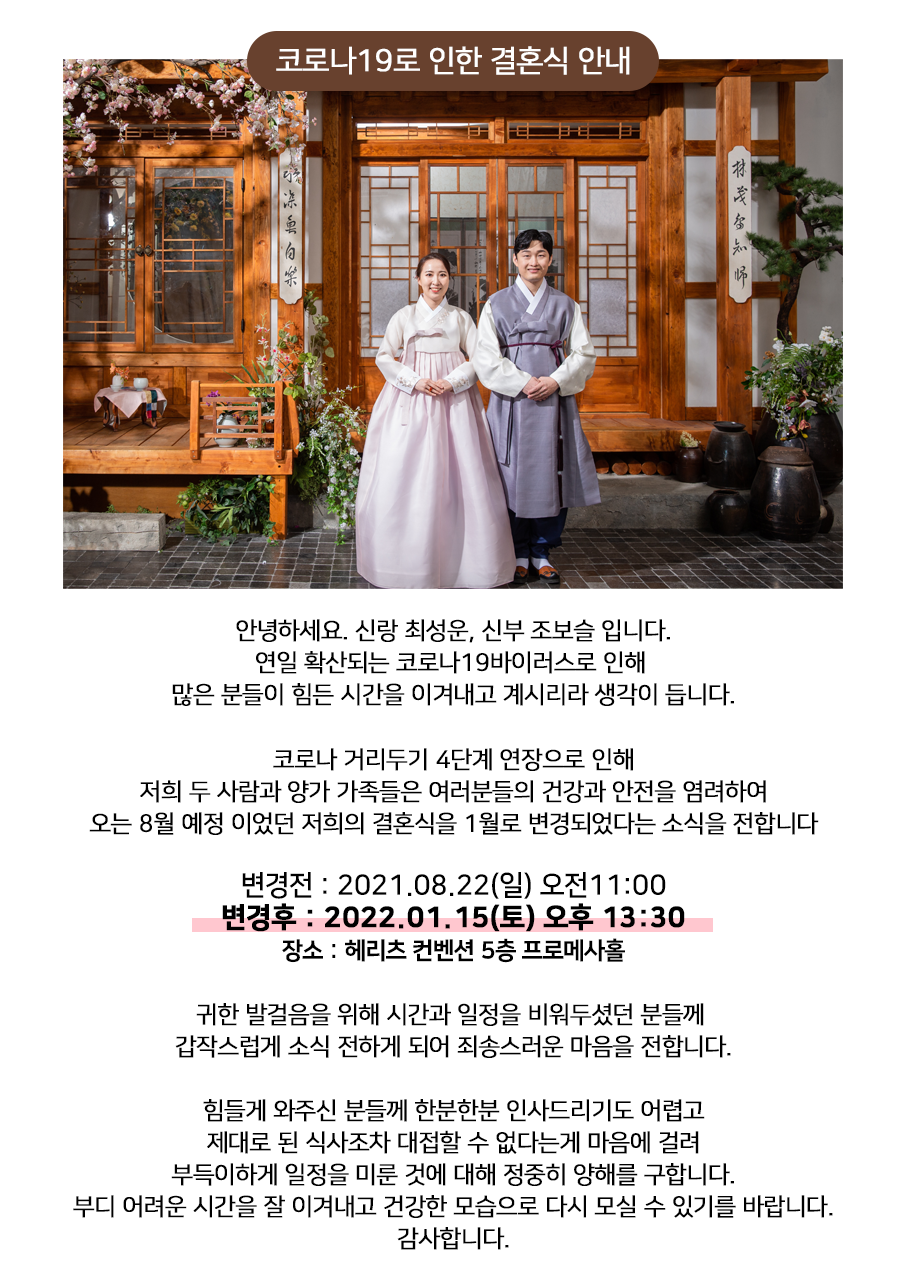 코로나19로 인한 결혼식 안내
林茂鳥知歸
魚白樂
안녕하세요. 신랑 최성운, 신부 조보슬 입니다.
연일 확산되는 코로나19바이러스로 인해
많은 분들이 힘든 시간을 이겨내고 계시리라 생각이 듭니다.
코로나 거리두기 4단계 연장으로 인해
저희 두 사람과 양가 가족들은 여러분들의 건강과 안전을 염려하여
오는 8월 예정 이었던 저희의 결혼식을 1월로 변경되었다는 소식을 전합니다
변경전 : 2021.08.22(일) 오전11:00
변경후 : 2022.01.15(토) 오후 13:30
장소 : 헤리츠 컨벤션 5층 프로메사홀
귀한 발걸음을 위해 시간과 일정을 비워두셨던 분들께
갑작스럽게 소식 전하게 되어 죄송스러운 마음을 전합니다.
힘들게 와주신 분들께 한분한분 인사드리기도 어렵고
제대로 된 식사조차 대접할 수 없다는게 마음에 걸려
부득이하게 일정을 미룬 것에 대해 정중히 양해를 구합니다.
부디 어려운 시간을 잘 이겨내고 건강한 모습으로 다시 모실 수 있기를 바랍니다.
감사합니다.